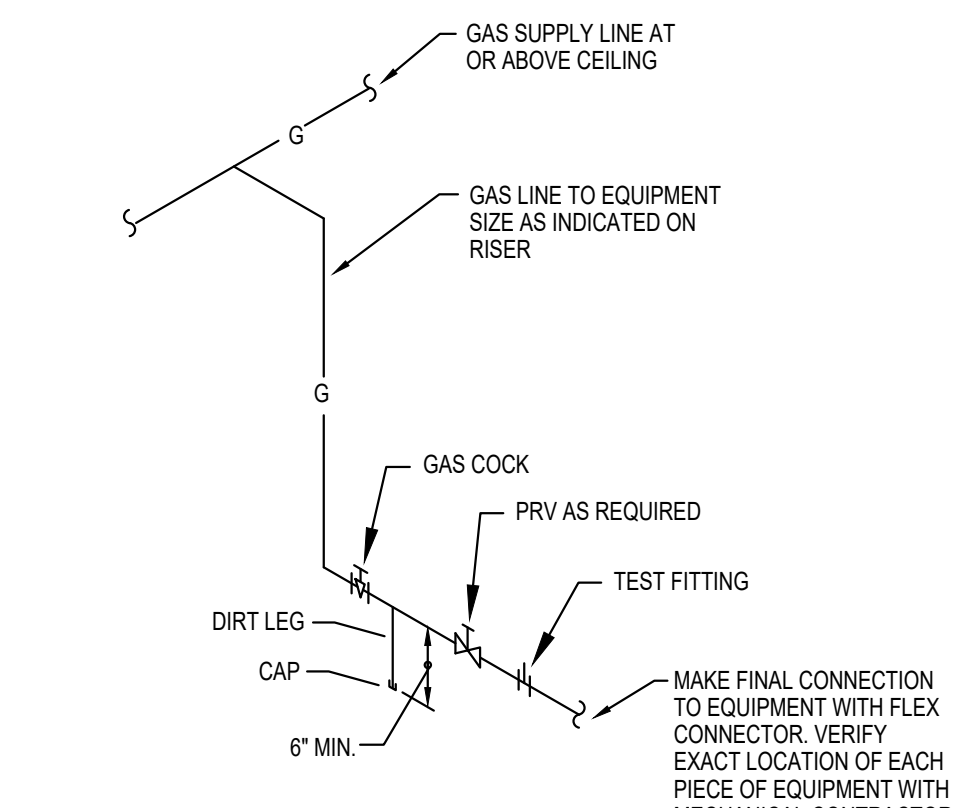 GAS SUPPLY LINE AT
OR ABOVE CEILING
G
GAS LINE TO EQUIPMENT
SIZE AS INDICATED ON
RISER
G
GAS COCK
PRV AS REQUIRED
TEST FITTING
DIRT LEG
CAP
6" MIN.
MAKE FINAL CONNECTION
TO EQUIPMENT WITH FLEX
CONNECTOR. VERIFY
EXACT LOCATION OF EACH
PIECE OF EQUIPMENT WITH
MECHANICAL CONTRACTOR